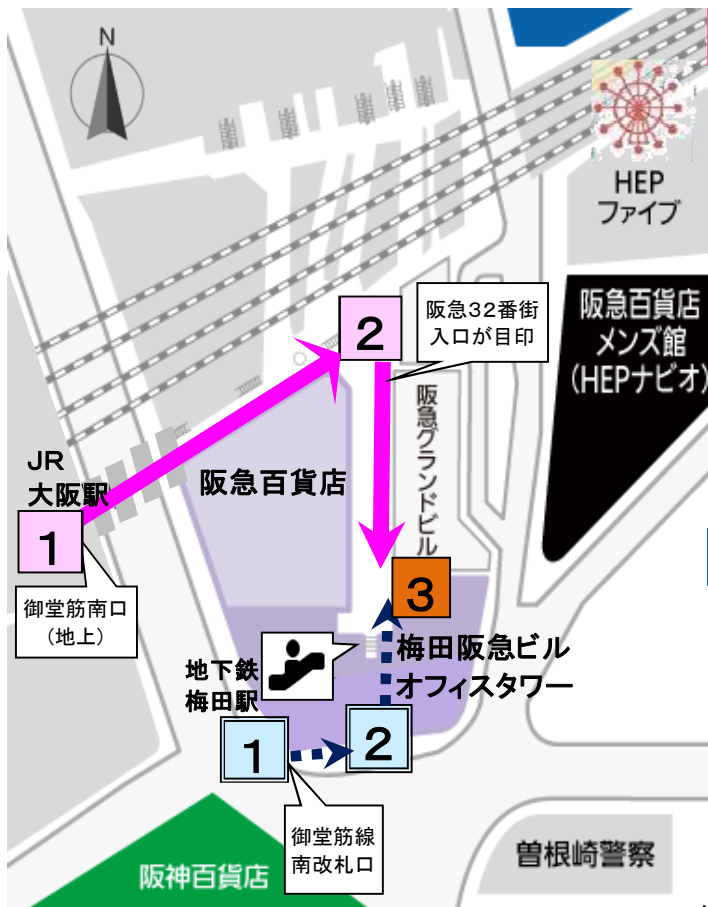 N
HEP
ファイブ
2
阪急32番街
入口が目印
阪急百貨店
メンズ館
(HEPナビオ)
JR
大阪駅
1
阪急百貨店
阪急グランドビル
御堂筋南口
(地上)
3
地下鉄
梅田駅
梅田阪急ビル
オフィスタワー
1
2
御堂筋線
南改札口
阪神百貨店
曽根崎警察